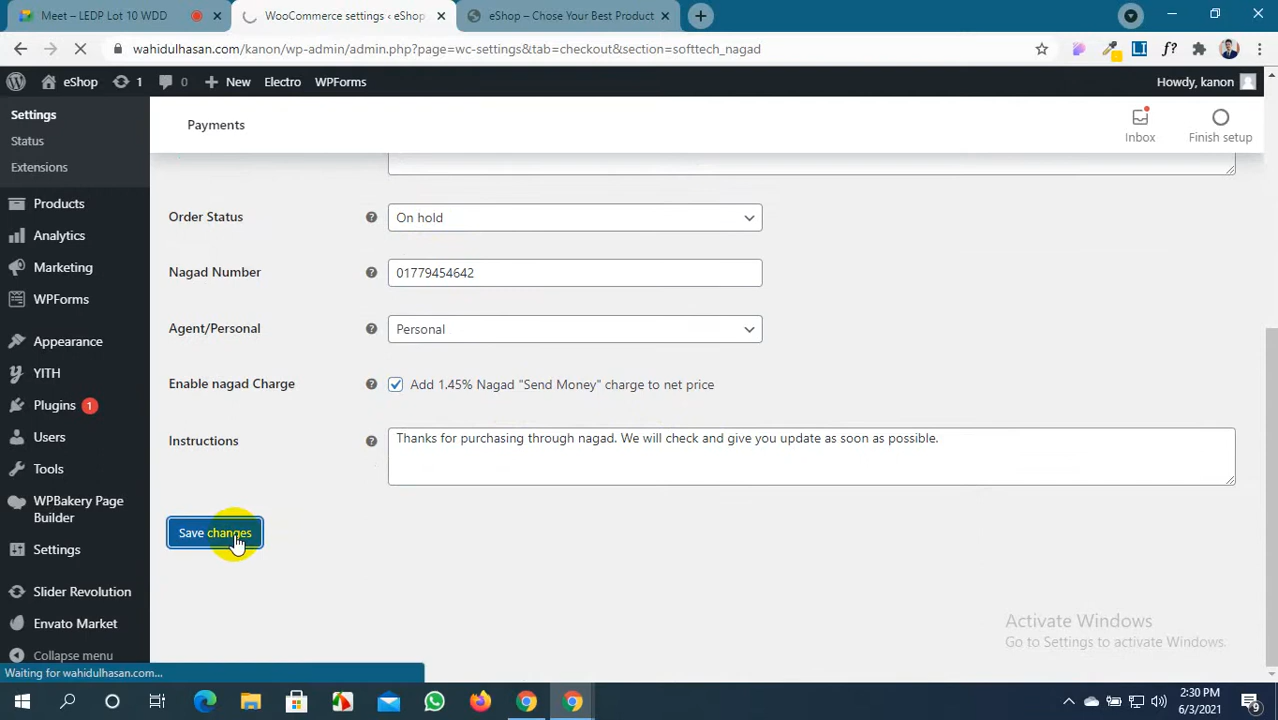 Meet – LEDP Lot 10 WDD
WooCommerce settings ‹ eShop
eShop – Chose Your Best Product
wahidulhasan.com/kanon/wp-admin/admin.php?page=wc-settings&tab=checkout&section=softtech_nagad
eShop 1 0 New Electro WPForms Howdy, kanon
Settings
Status
Extensions
Products
Analytics
Marketing
WPForms
Appearance
YITH
Plugins 1
Users
Tools
WPBakery Page
Builder
Settings
Slider Revolution
Envato Market
Collapse menu
Payments
Inbox
Finish setup
Order Status
On hold
Nagad Number
01779454642
Agent/Personal
Personal
Enable nagad Charge
Add 1.45% Nagad "Send Money" charge to net price
Instructions
Thanks for purchasing through nagad. We will check and give you update as soon as possible.
Save changes
Activate Windows
Go to Settings to activate Windows.
Waiting for wahidulhasan.com...
2:30 PM
6/3/2021
9